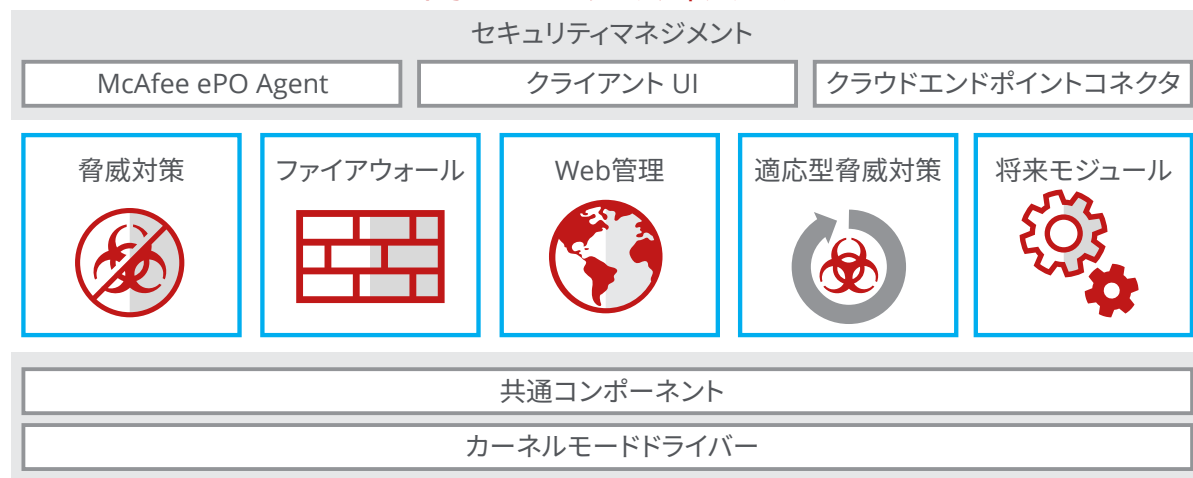 セキュリティマネジメント
McAfee ePO Agent
クライアント UI
クラウドエンドポイントコネクタ
脅威対策
ファイアウォール
Web管理
適応型脅威対策
将来モジュール
共通コンポーネント
カーネルモードドライバー